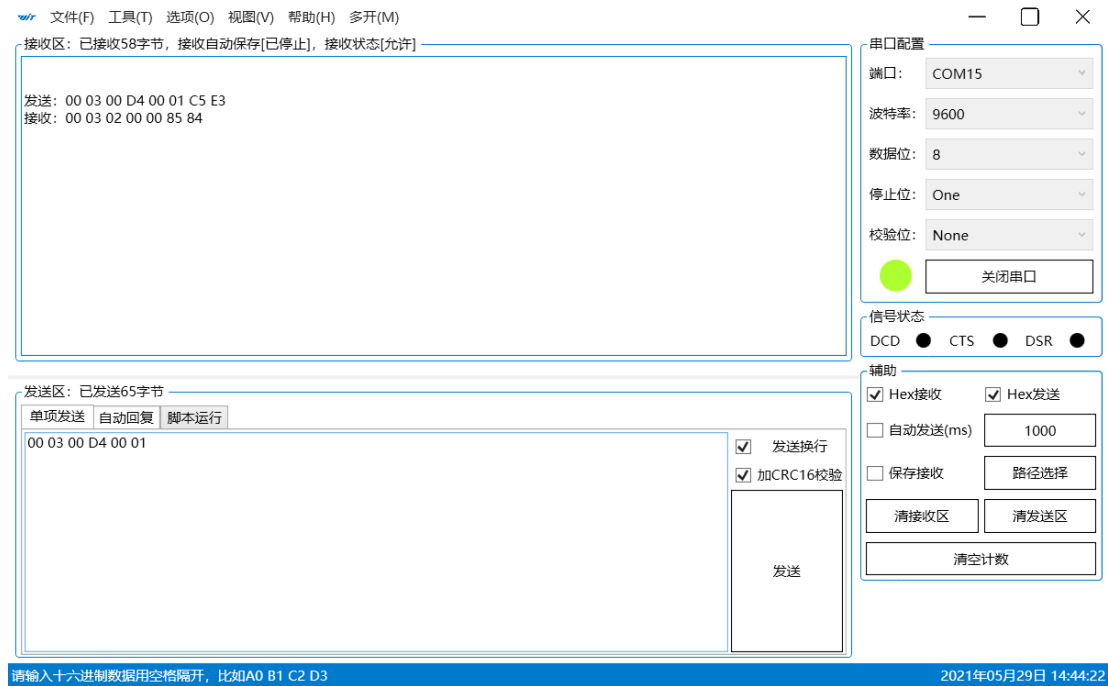 文件(F) 工具(T) 选项(O) 视图(V) 帮助(H) 多开(M)
接收区：已接收58字节，接收自动保存[已停止]，接收状态[允许]
发送：00 03 00 D4 00 01 C5 E3
接收：00 03 02 00 00 85 84
串口配置
端口： COM15
波特率： 9600
数据位： 8
停止位： One
校验位： None
关闭串口
信号状态
DCD CTS DSR
发送区：已发送65字节
单项发送 自动回复 脚本运行
00 03 00 D4 00 01
发送换行
加CRC16校验
发送
辅助
Hex接收 Hex发送
自动发送(ms) 1000
保存接收 路径选择
清接收区 清发送区
清空计数
请输入十六进制数据用空格隔开，比如A0 B1 C2 D3 2021年05月29日 14:44:22